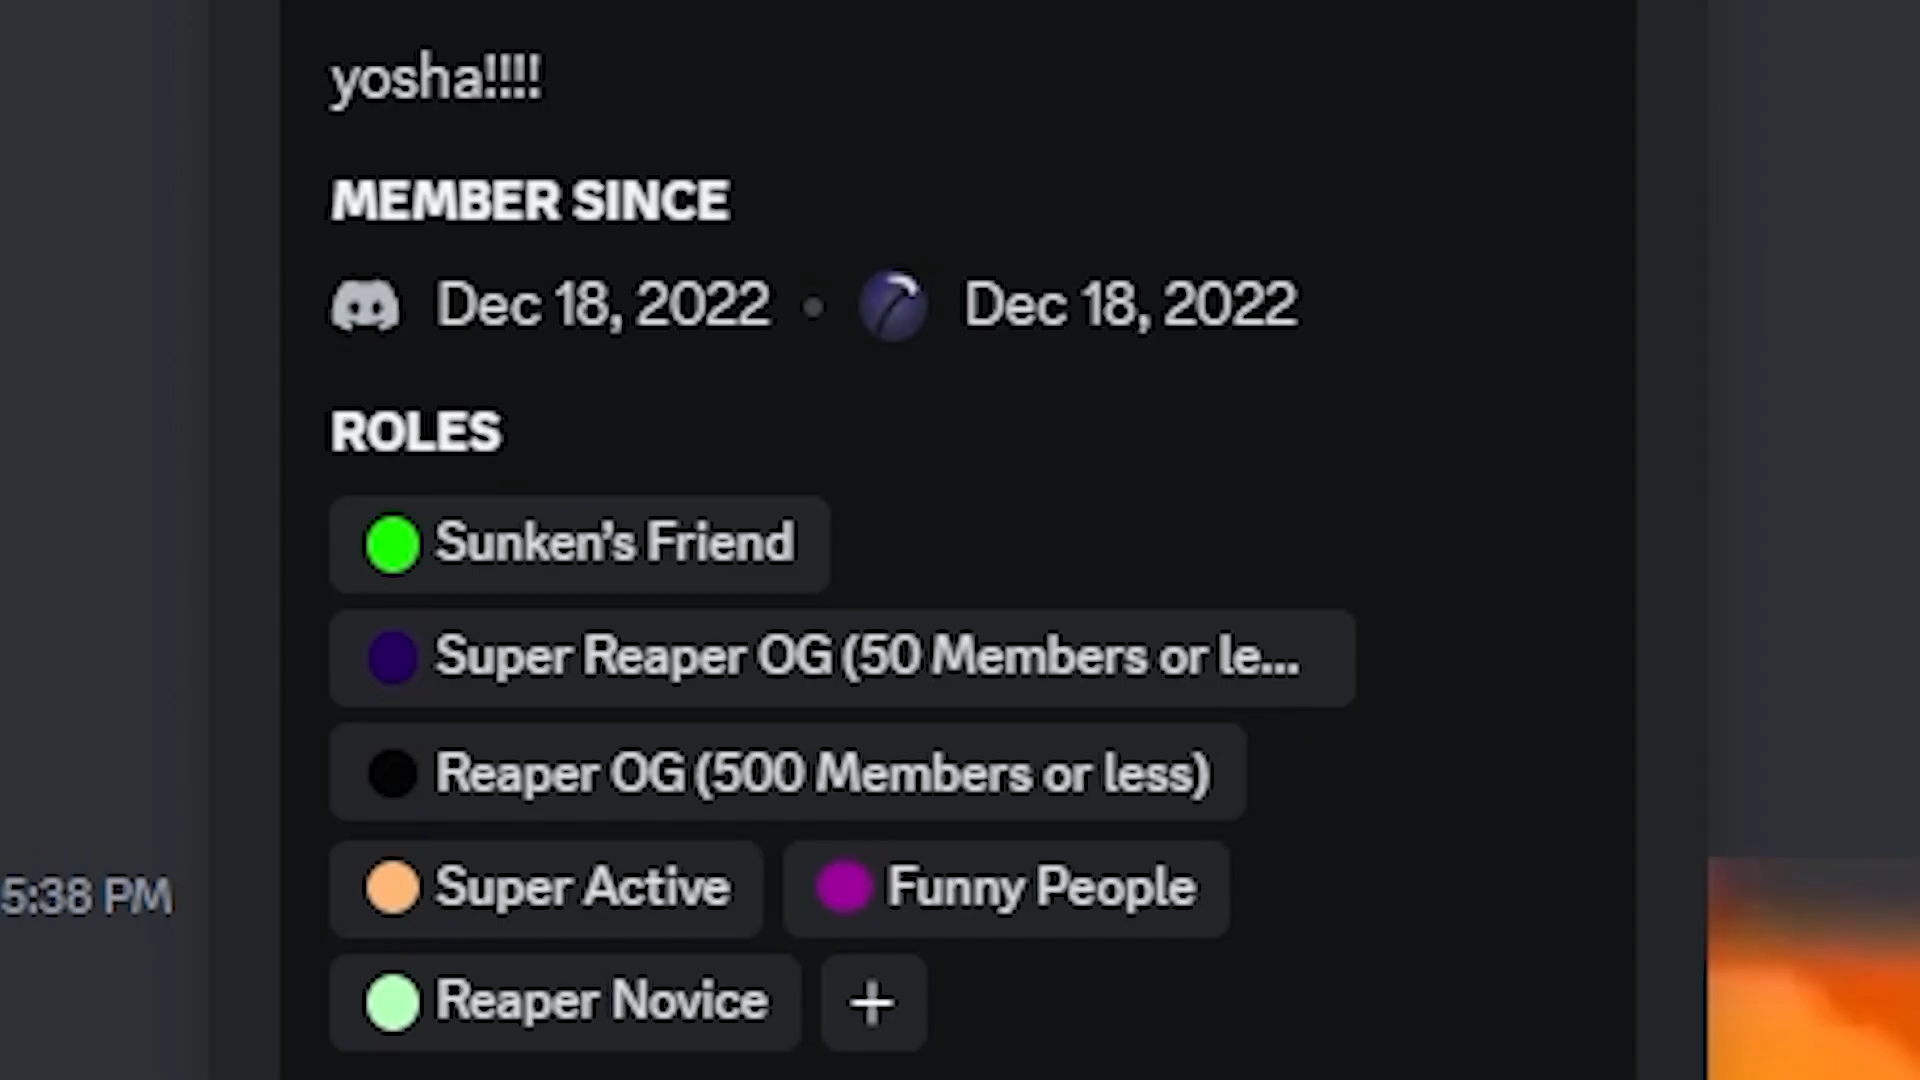 yosha!!!!
MEMBER SINCE
Dec 18, 2022 • Dec 18, 2022
ROLES
Sunken’s Friend
Super Reaper OG (50 Members or le...
Reaper OG (500 Members or less)
5:38 PM
Super Active Funny People
Reaper Novice +